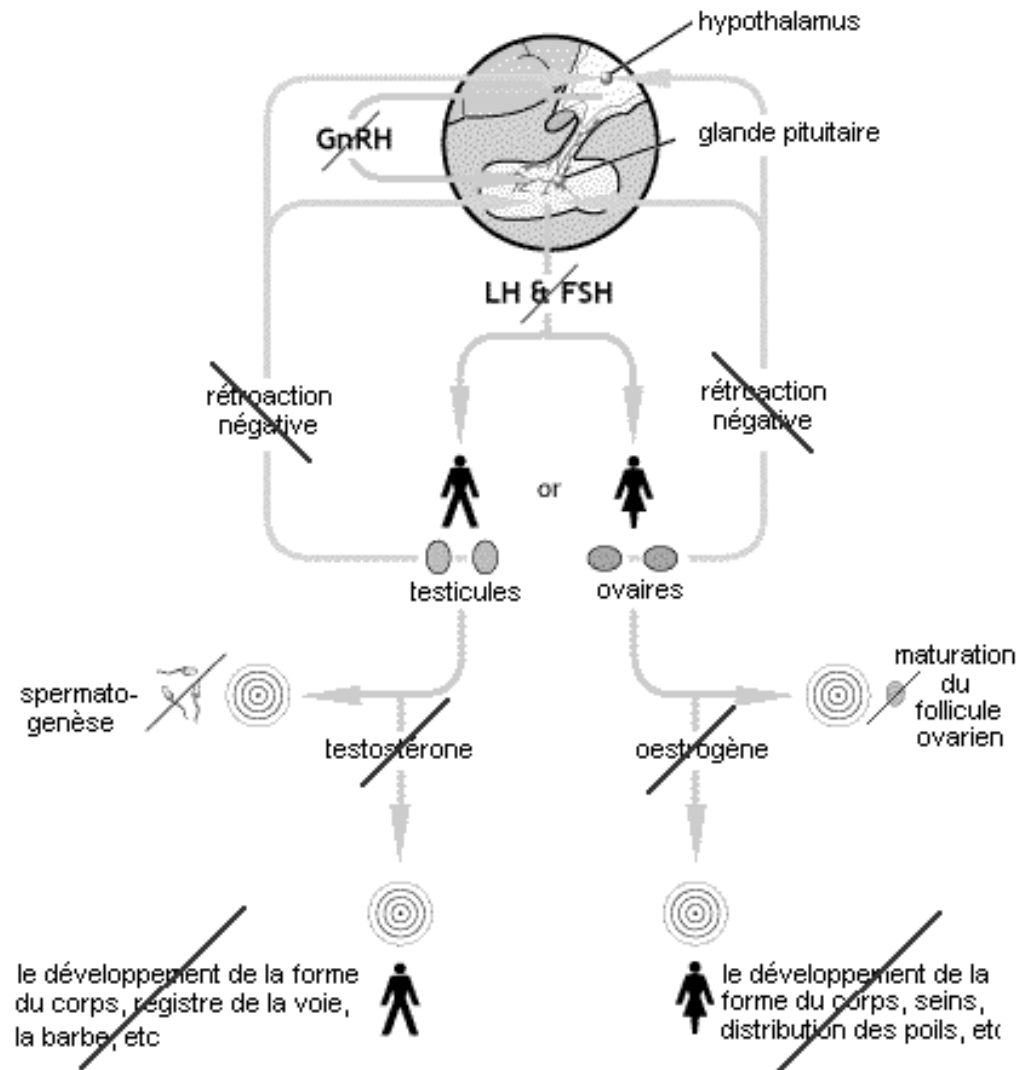 hypothalamus
GnRH
glande pituitaire
LH & FSH
rétroaction
négative
rétroaction
négative
or
testicules
ovaires
spermato-
genèse
maturation
du
follicule
ovarien
testostérone
oestrogène
le développement de la forme
du corps, registre de la voie,
la barbe, etc
le développement de la
forme du corps, seins,
distribution des poils, etc